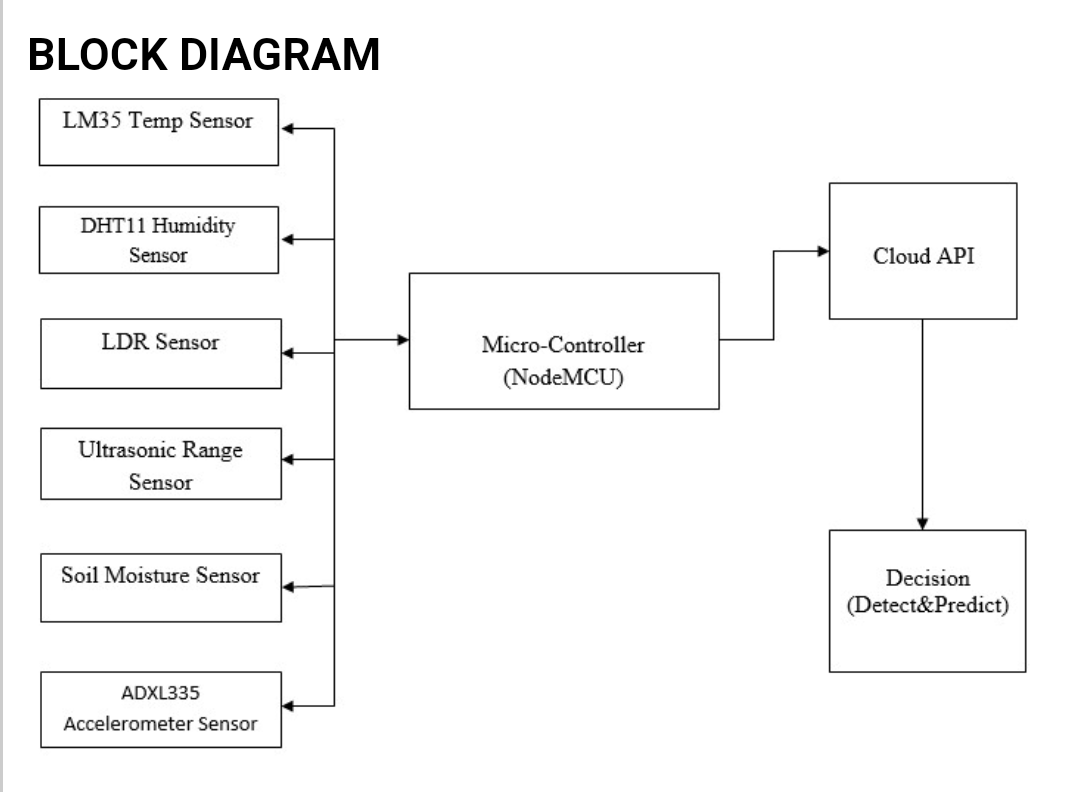 BLOCK DIAGRAM
LM35 Temp Sensor
DHT11 Humidity
Sensor
LDR Sensor
Ultrasonic Range
Sensor
Soil Moisture Sensor
ADXL335
Accelerometer Sensor
Micro-Controller
(NodeMCU)
Cloud API
Decision
(Detect&Predict)